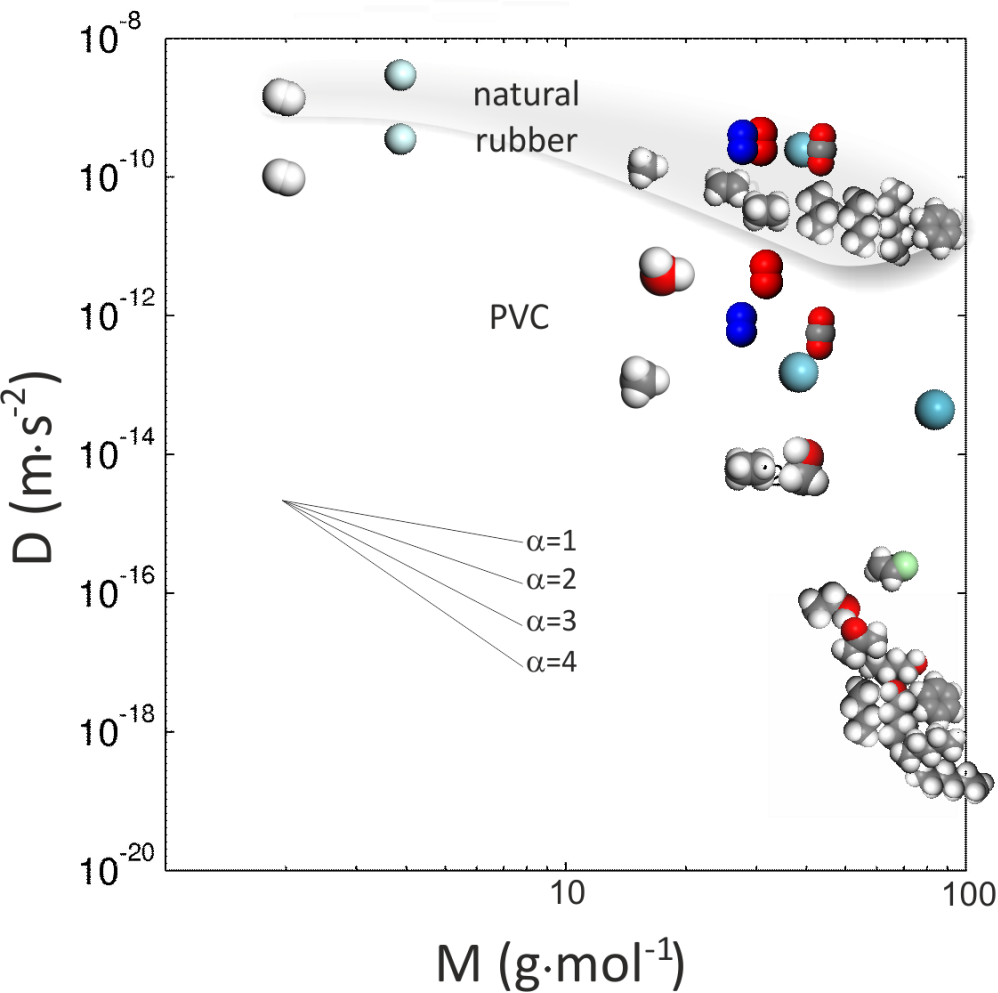 10⁻⁸
10⁻¹⁰
10⁻¹²
10⁻¹⁴
10⁻¹⁶
10⁻¹⁸
10⁻²⁰
D (m·s⁻²)
natural
rubber
PVC
α=1
α=2
α=3
α=4
10
100
M (g·mol⁻¹)